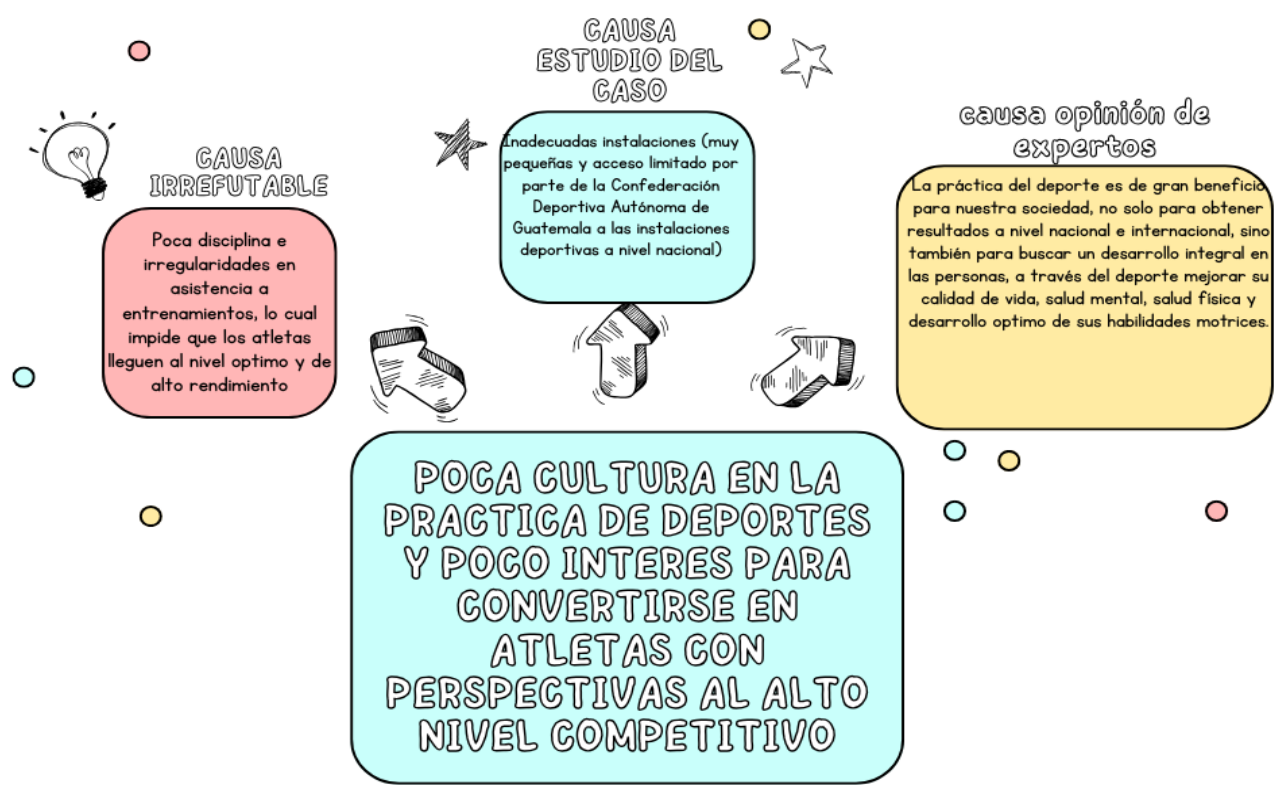 CAUSA
IRREFUTABLE
Poca disciplina e
irregularidades en
asistencia a
entrenamientos, lo cual
impide que los atletas
lleguen al nivel optimo y de
alto rendimiento
CAUSA
ESTUDIO DEL
CASO
Inadecuadas instalaciones (muy
pequeñas y acceso limitado por
parte de la Confederación
Deportiva Autónoma de
Guatemala a las instalaciones
deportivas a nivel nacional)
causa opinión de
expertos
La práctica del deporte es de gran beneficio
para nuestra sociedad, no solo para obtener
resultados a nivel nacional e internacional, sino
también para buscar un desarrollo integral en
las personas, a través del deporte mejorar su
calidad de vida, salud mental, salud física y
desarrollo optimo de sus habilidades motrices.
POCA CULTURA EN LA
PRACTICA DE DEPORTES
Y POCO INTERES PARA
CONVERTIRSE EN
ATLETAS CON
PERSPECTIVAS AL ALTO
NIVEL COMPETITIVO